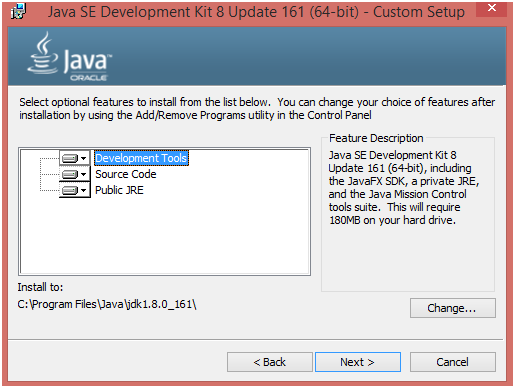 Java SE Development Kit 8 Update 161 (64-bit) - Custom Setup
Java
ORACLE
Select optional features to install from the list below. You can change your choice of features after
installation by using the Add/Remove Programs utility in the Control Panel
Development Tools
Source Code
Public JRE
Feature Description
Java SE Development Kit 8
Update 161 (64-bit), including
the JavaFX SDK, a private JRE,
and the Java Mission Control
tools suite. This will require
180MB on your hard drive.
Install to:
C:\Program Files\Java\jdk1.8.0_161\
Change...
< Back
Next >
Cancel